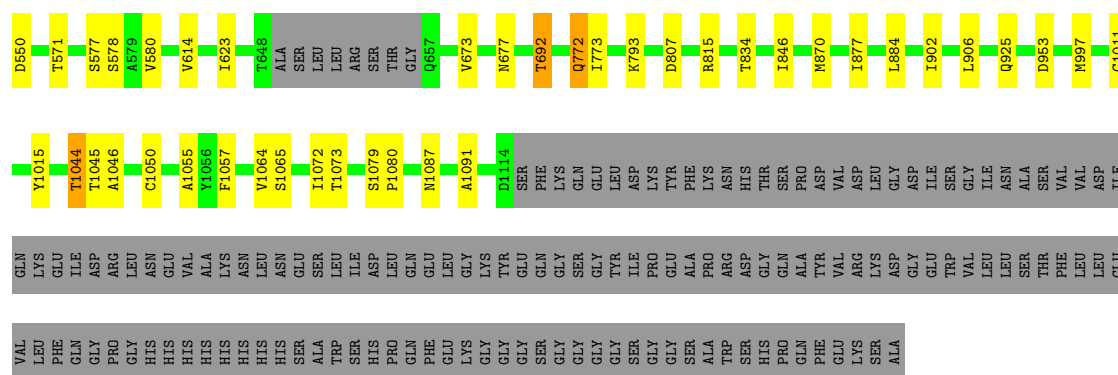 D550 T571 S577 S578 A579 V580 V614 I623 T648 ALA SER LEU LEU ARG SER THR GLY Q657 V673 N677 T692 Q772 I773 K793 D807 R815 T834 I846 M870 I877 L884 I902 L906 Q925 D953 M997
Y1015 T1044 T1045 A1046 C1050 A1055 Y1056 F1057 V1064 S1065 I1072 T1073 S1079 P1080 N1087 A1091 D1114 SER PHE LYS GLN GLU LEU ASP LYS TYR PHE LYS ASN HIS THR SER PRO ASP VAL ASP LEU GLY ASP ILE SER GLY ILE ASN ALA SER VAL VAL ASP ILE
GLN LYS GLU ILE ASP ARG LEU ASN GLU VAL ALA LYS ASN LEU ASN GLU SER LEU ILE ASP LEU GLN GLU LEU GLY LYS TYR GLU GLN GLY SER GLY TYR ILE PRO GLU ALA PRO ARG ASP GLY GLN ALA TYR VAL ARG LYS ASP GLY GLU TRP VAL LEU LEU SER THR PHE LEU LEU GLU
VAL LEU PHE GLN GLY PRO GLY HIS HIS HIS HIS HIS HIS HIS HIS SER ALA TRP SER HIS PRO GLN PHE GLU LYS GLY GLY GLY SER GLY GLY GLY GLY SER GLY GLY SER ALA TRP SER HIS PRO GLN PHE GLU LYS SER ALA